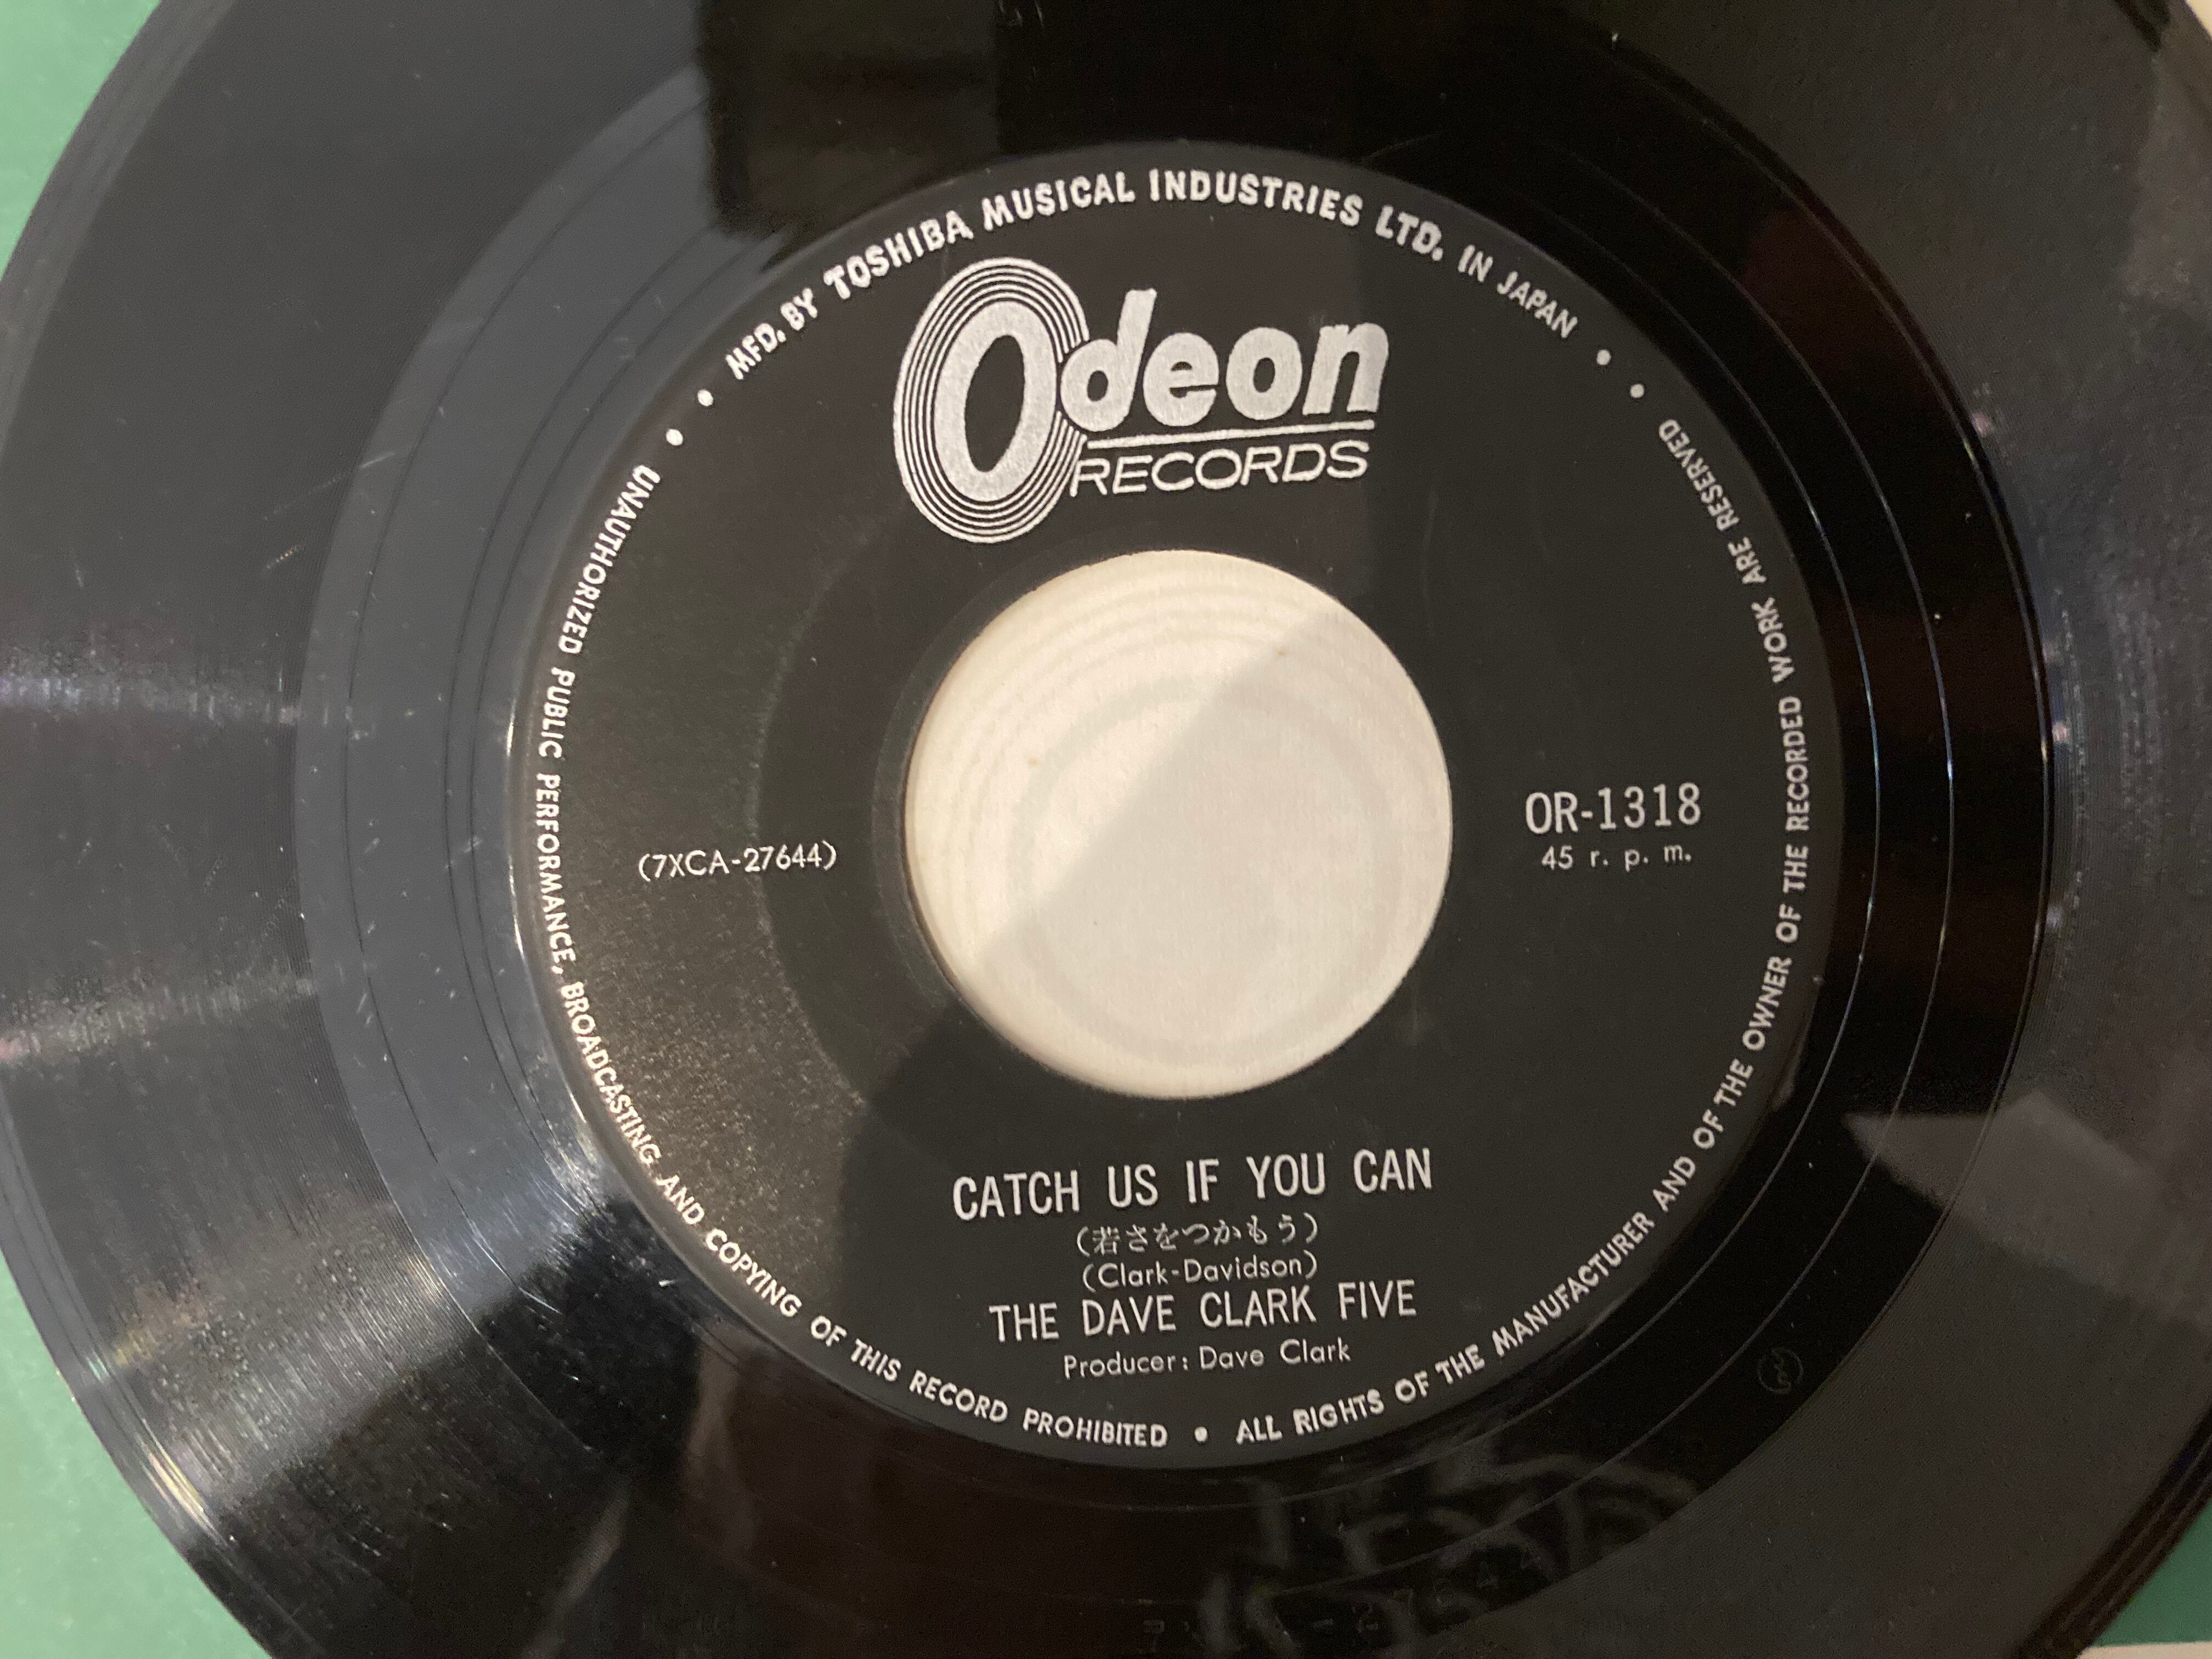 MFD. BY TOSHIBA MUSICAL INDUSTRIES LTD. IN JAPAN
Odeon
RECORDS
(7XCA-27644)
OR-1318
45 r. p. m.
CATCH US IF YOU CAN
(若さをつかもう)
(Clark-Davidson)
THE DAVE CLARK FIVE
Producer: Dave Clark
UNAUTHORIZED PUBLIC PERFORMANCE, BROADCASTING AND COPYING OF THIS RECORD PROHIBITED • ALL RIGHTS OF THE MANUFACTURER AND OF THE OWNER OF THE RECORDED WORK ARE RESERVED